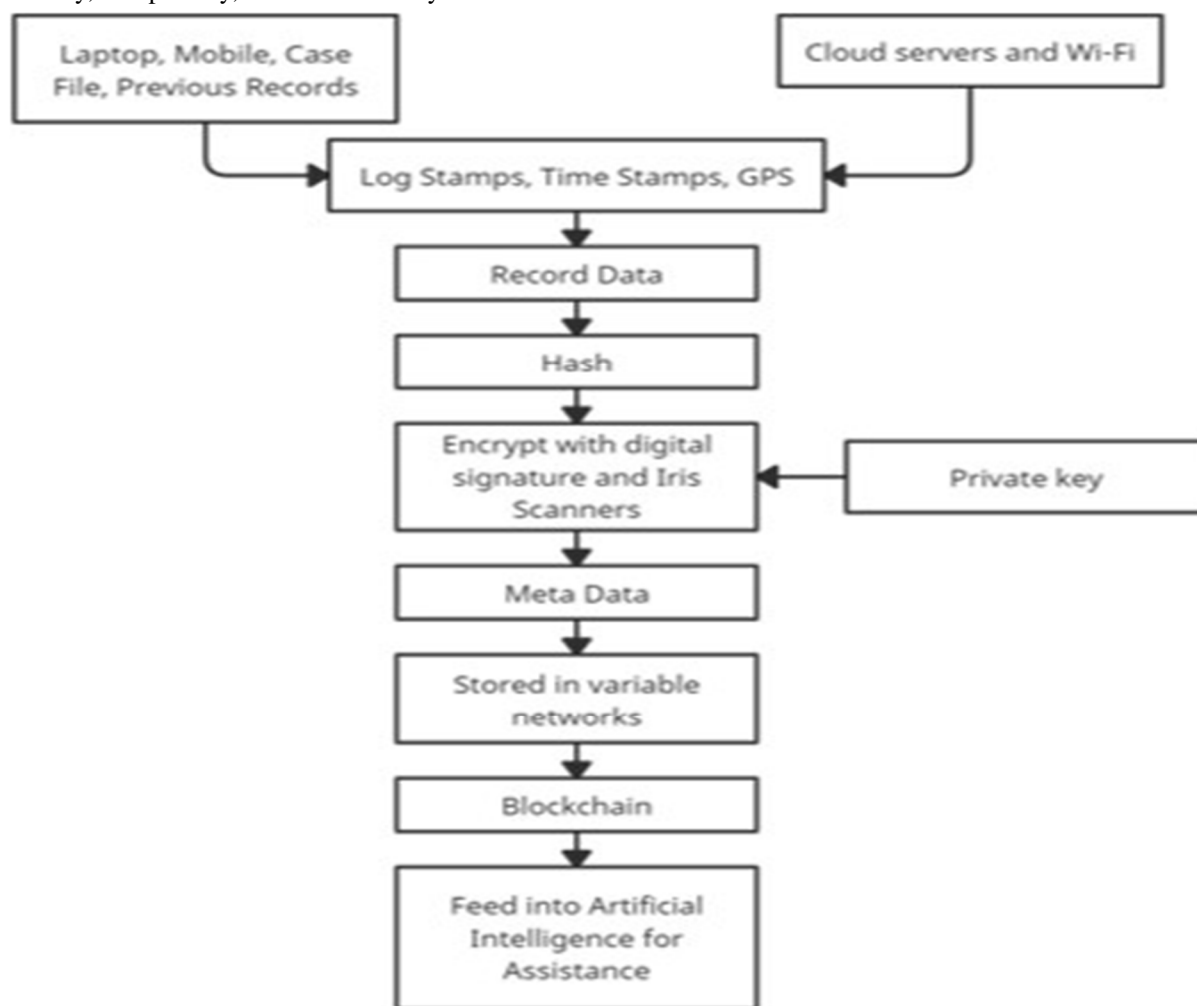 Laptop, Mobile, Case
File, Previous Records
Cloud servers and Wi-Fi
Log Stamps, Time Stamps, GPS
Record Data
Hash
Encrypt with digital
signature and Iris
Scanners
Private key
Meta Data
Stored in variable
networks
Blockchain
Feed into Artificial
Intelligence for
Assistance